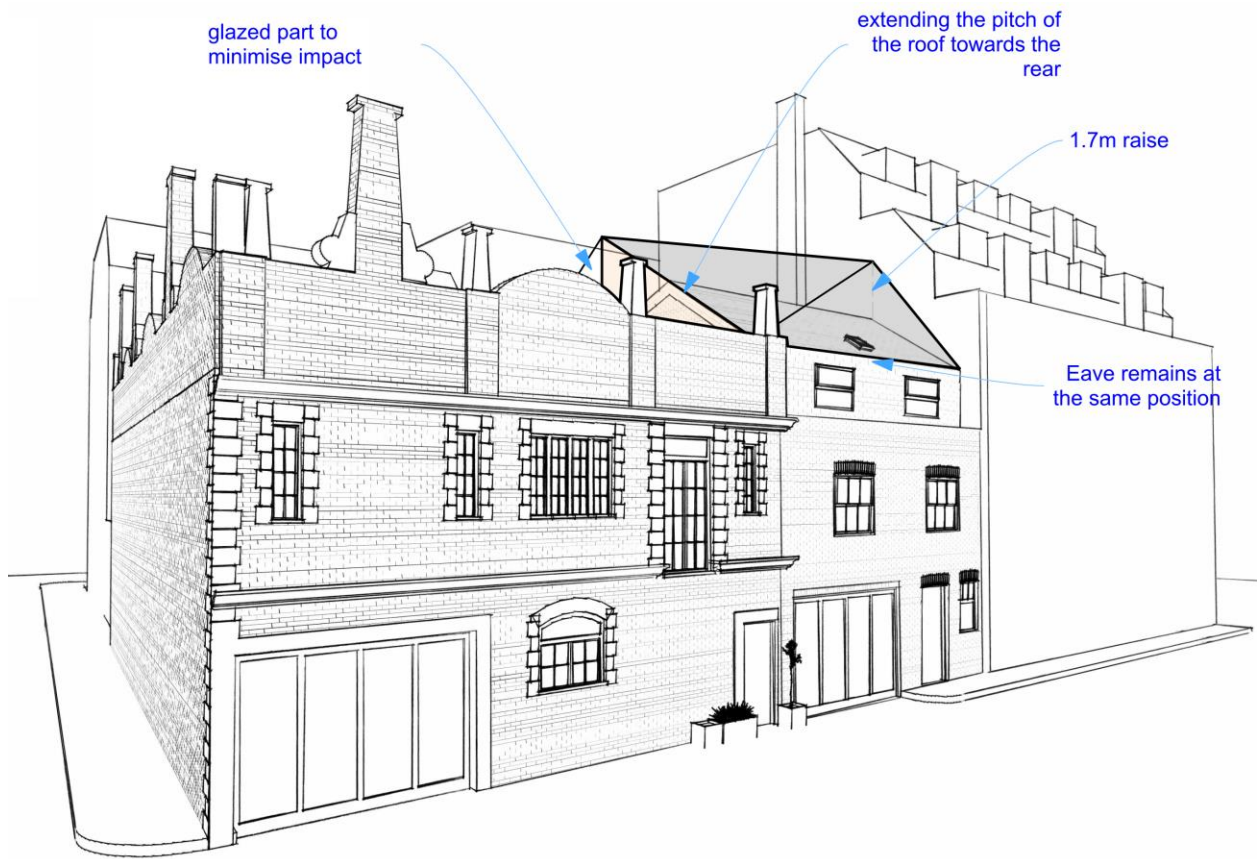 glazed part to
minimise impact
extending the pitch of
the roof towards the
rear
1.7m raise
Eave remains at
the same position